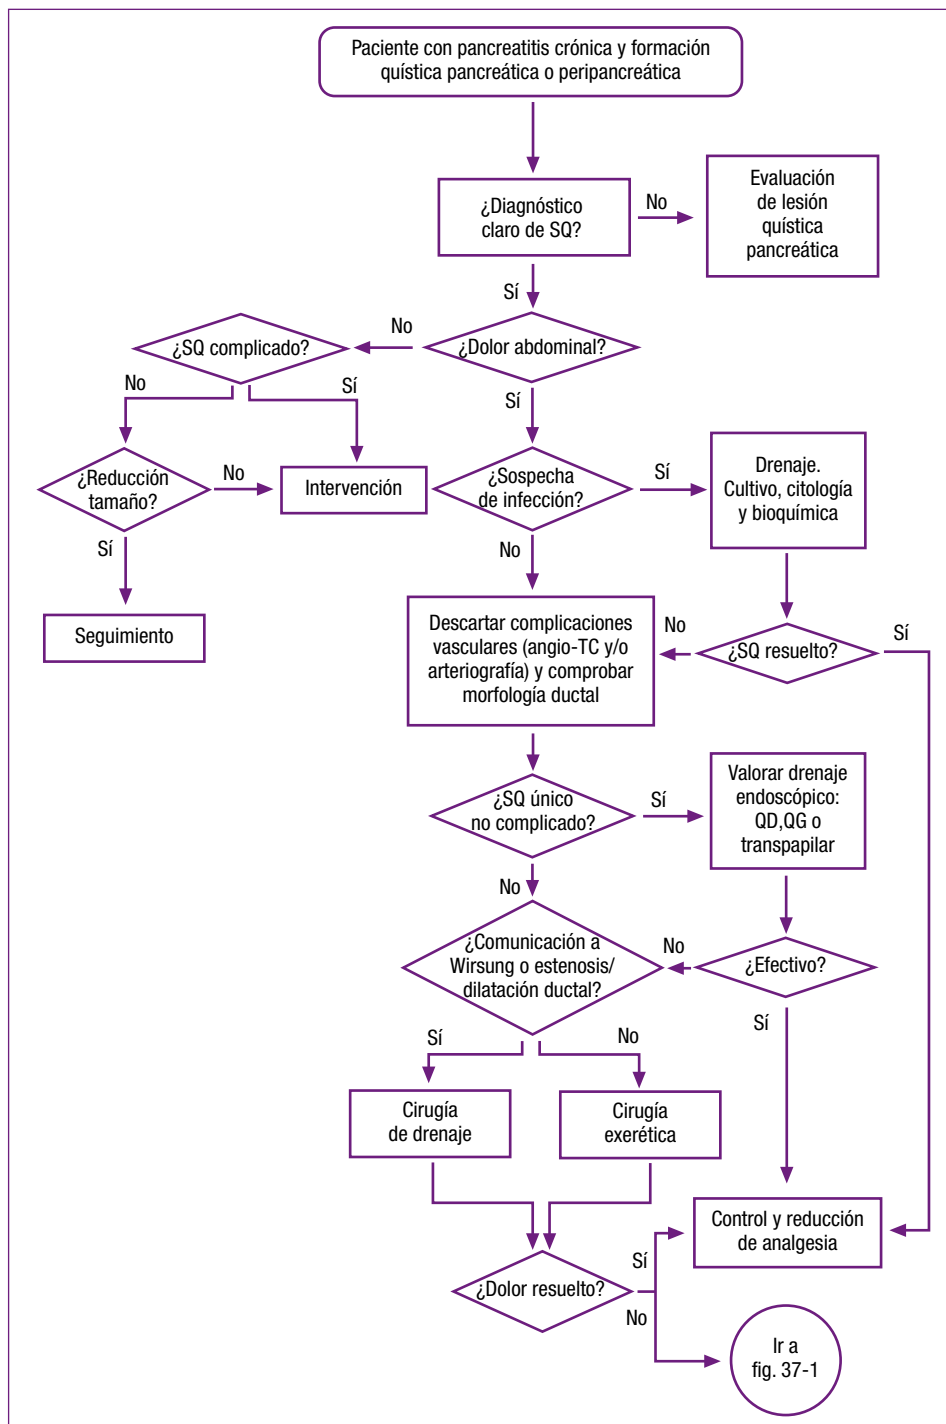 Paciente con pancreatitis crónica y formación
quística pancreática o peripancreática
¿Diagnóstico
claro de SQ?
No
Evaluación
de lesión
quística
pancreática
Sí
¿Dolor abdominal?
No
¿SQ complicado?
No
Sí
Sí
¿Reducción
tamaño?
No
Intervención
¿Sospecha
de infección?
Sí
Drenaje.
Cultivo, citología
y bioquímica
Sí
Seguimiento
No
Descartar complicaciones
vasculares (angio-TC y/o
arteriografía) y comprobar
morfología ductal
No
¿SQ resuelto?
Sí
¿SQ único
no complicado?
Sí
Valorar drenaje
endoscópico:
QD,QG o
transpapilar
No
¿Comunicación a
Wirsung o estenosis/
dilatación ductal?
No
¿Efectivo?
Sí
Sí
No
Cirugía
de drenaje
Cirugía
exerética
Control y reducción
de analgesia
¿Dolor resuelto?
Sí
No
Ir a
fig. 37-1